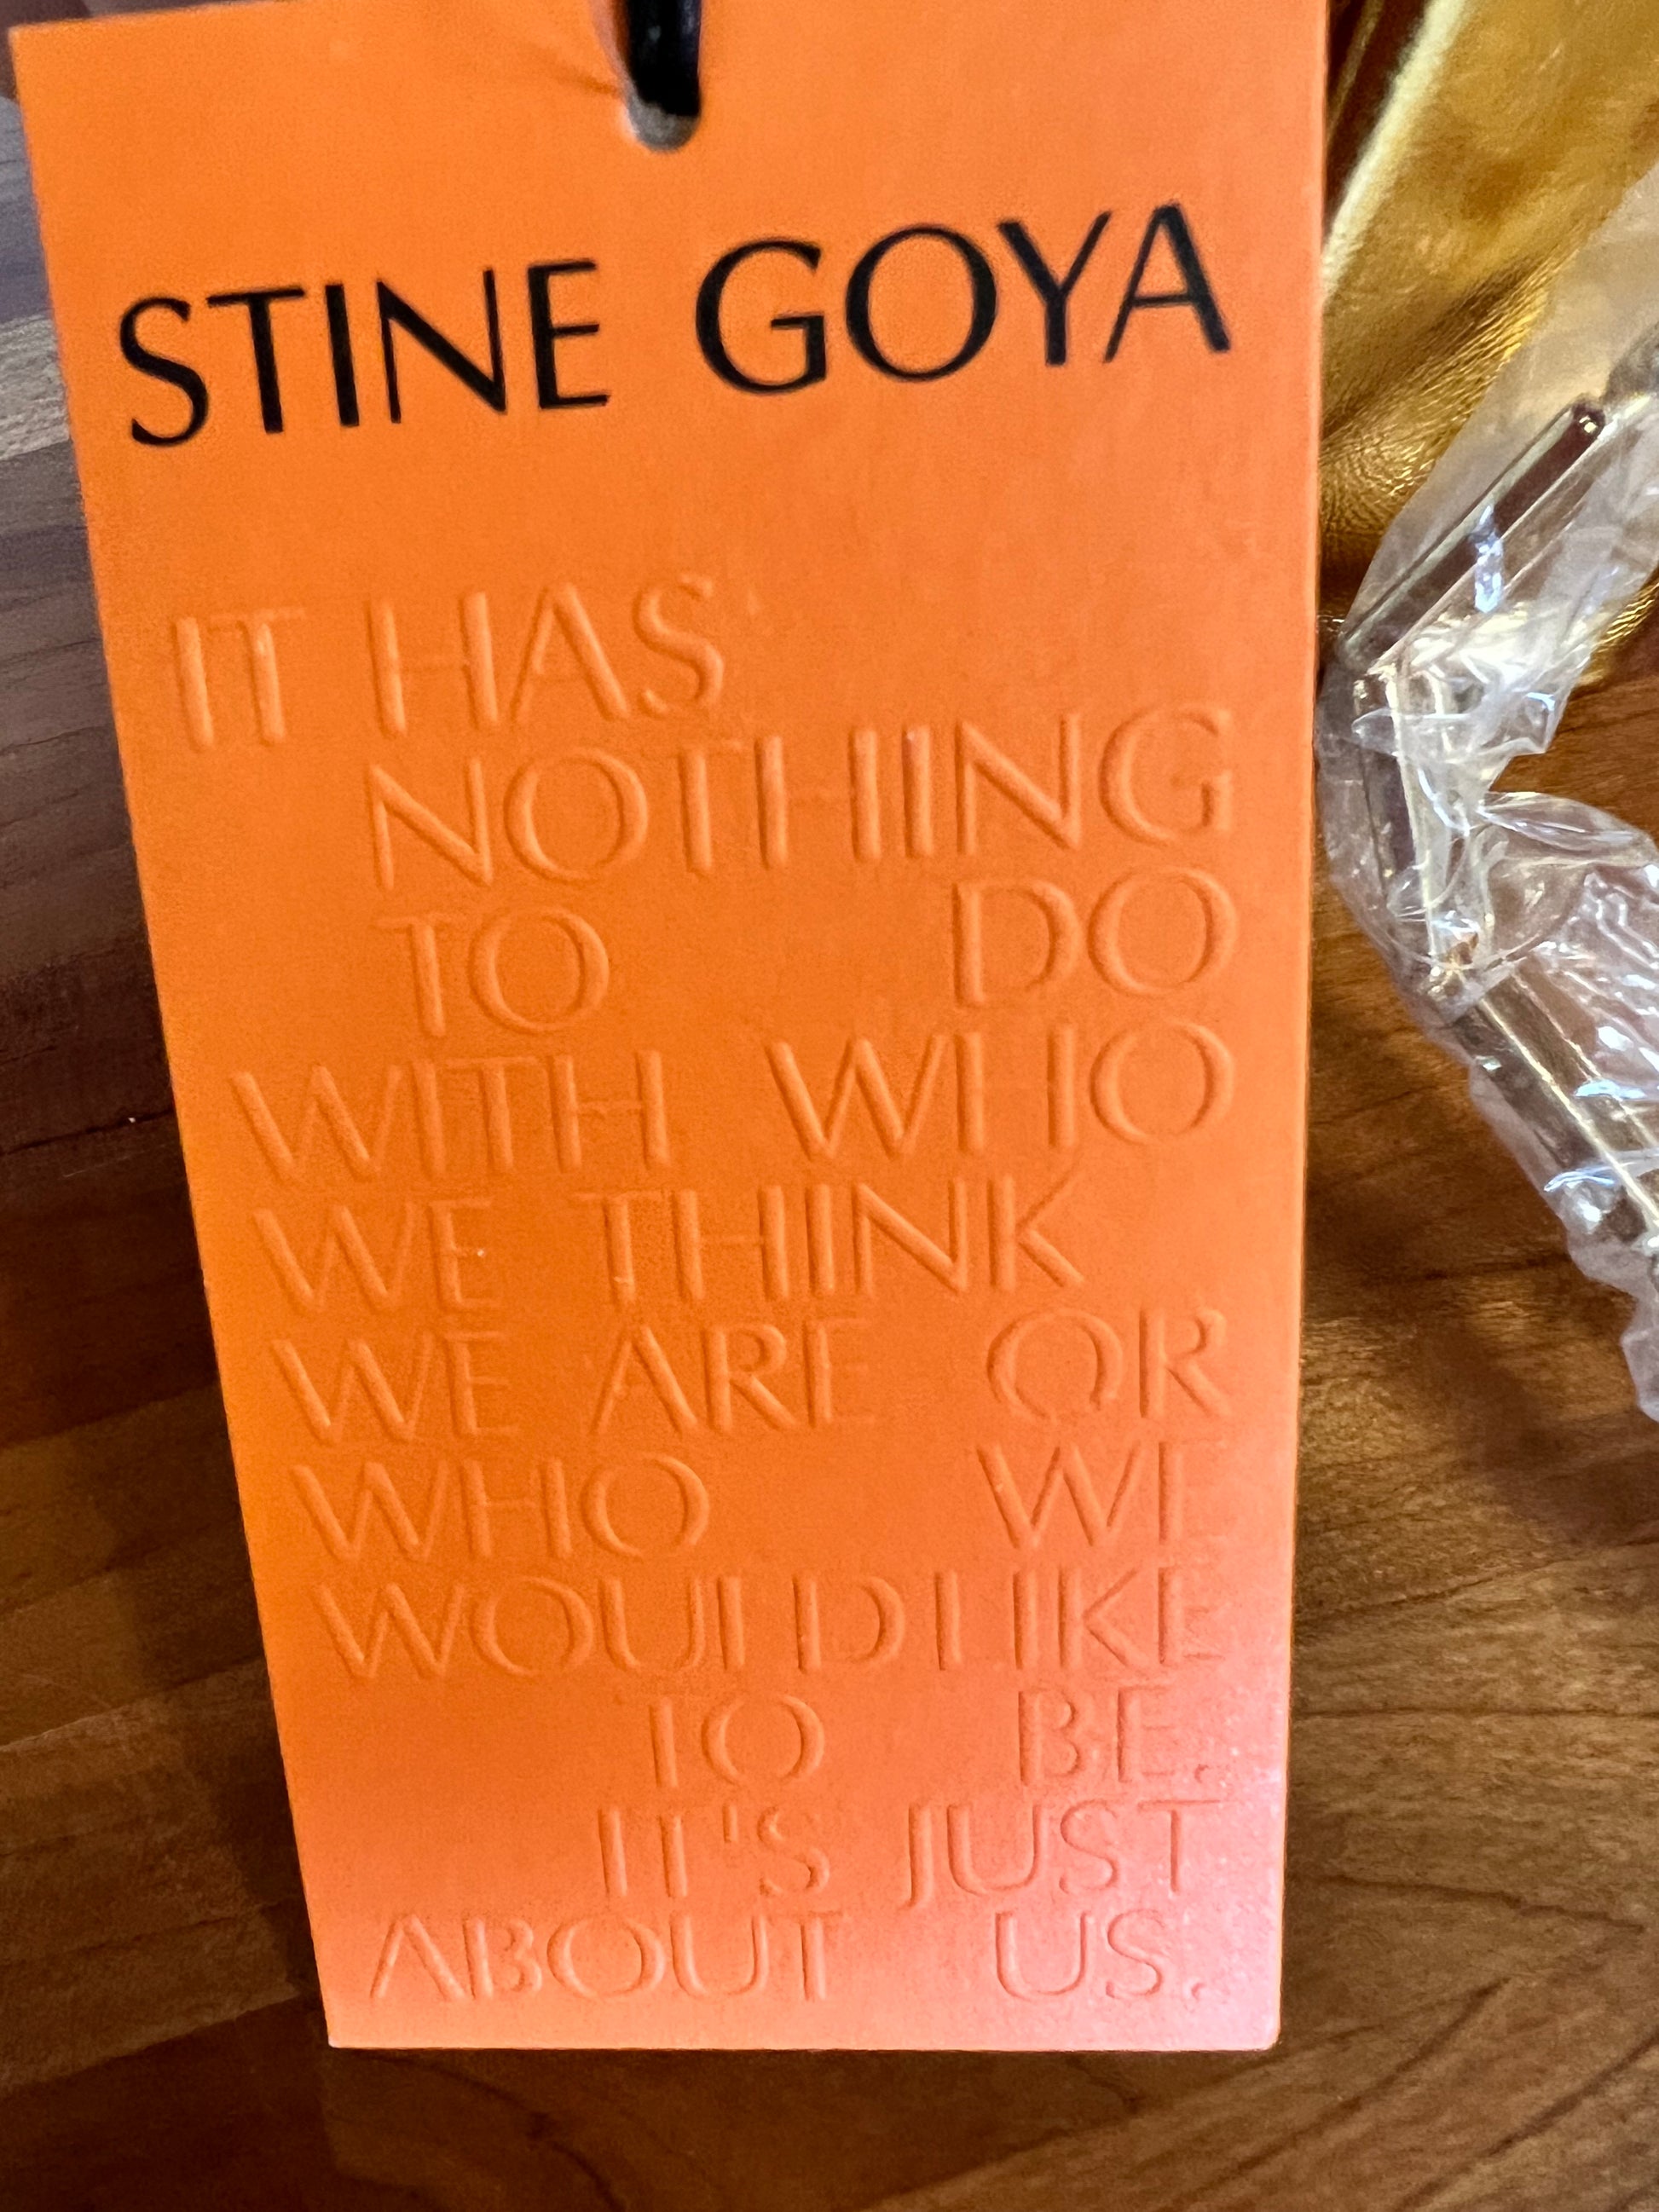 STINE GOYA
IT HAS
NOTHING
TO DO
WITH WHO
WE THINK
WE ARE OR
WHO WE
WOULD LIKE
TO BE.
IT'S JUST
ABOUT US.